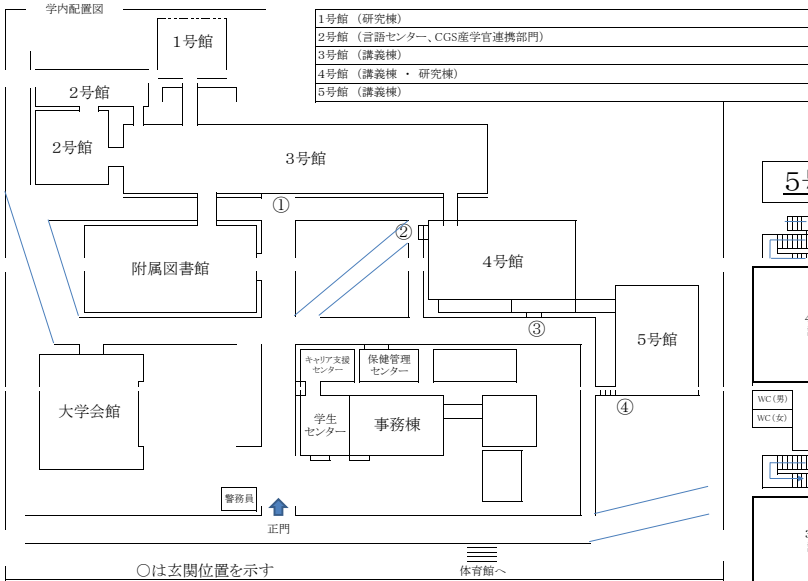 学内配置図
1号館 （研究棟）
2号館 （言語センター、CGS産学官連携部門）
3号館 （講義棟）
4号館 （講義棟 ・ 研究棟）
5号館 （講義棟）
1号館
2号館
2号館
3号館
①
②
附属図書館
4号館
③
5号館
キャリア支援
センター
保健管理
センター
大学会館
学生
センター
事務棟
④
WC（男）
WC（女）
警務員
正門
体育館へ
○は玄関位置を示す